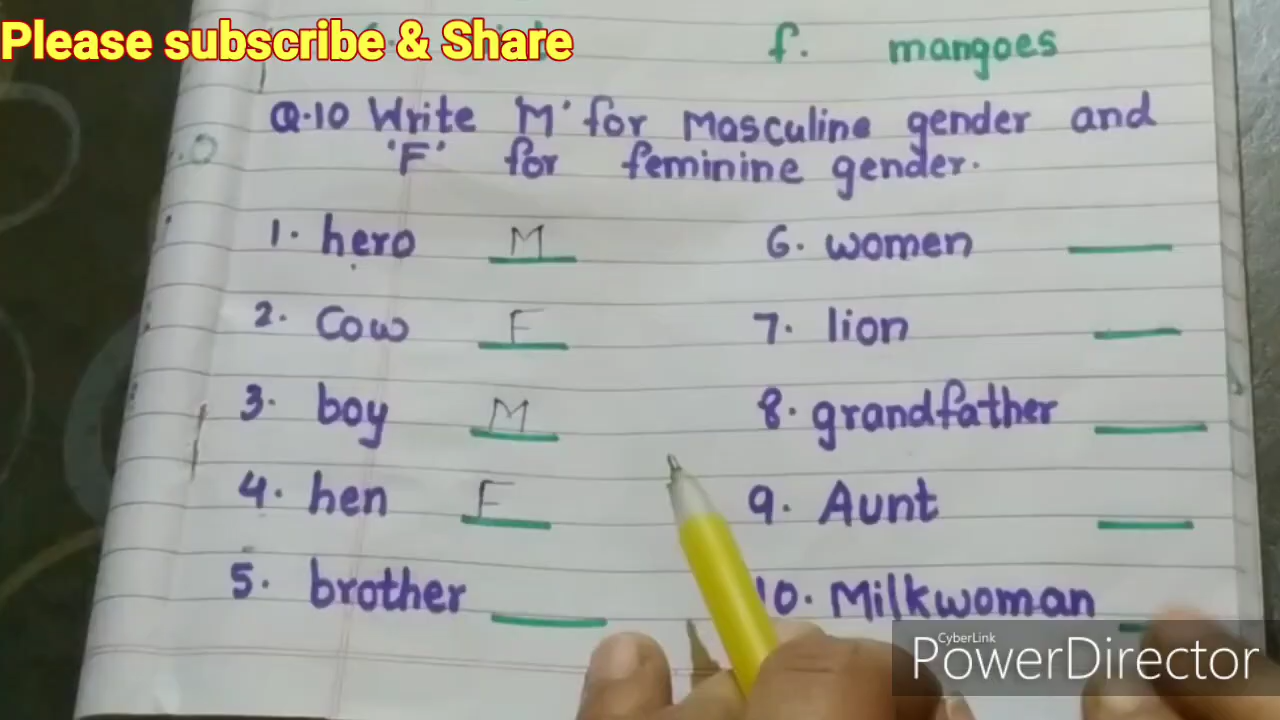 Please subscribe & Share
f. mangoes
Q.10 Write 'M' for Masculine gender and
'F' for feminine gender.
1. hero M
2. Cow F
3. boy M
4. hen F
5. brother
6. women
7. lion
8. grandfather
9. Aunt
10. Milkwoman
CyberLink
PowerDirector